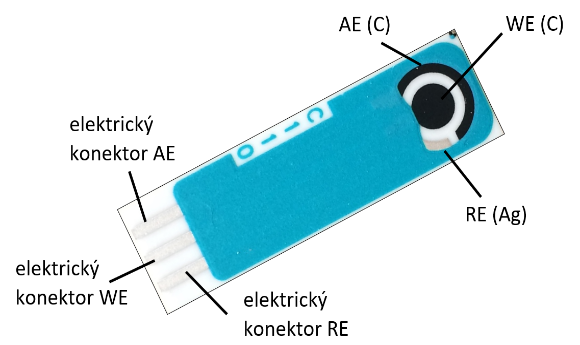 AE (C)
WE (C)
elektrický
konektor AE
C110
RE (Ag)
elektrický
konektor WE
elektrický
konektor RE